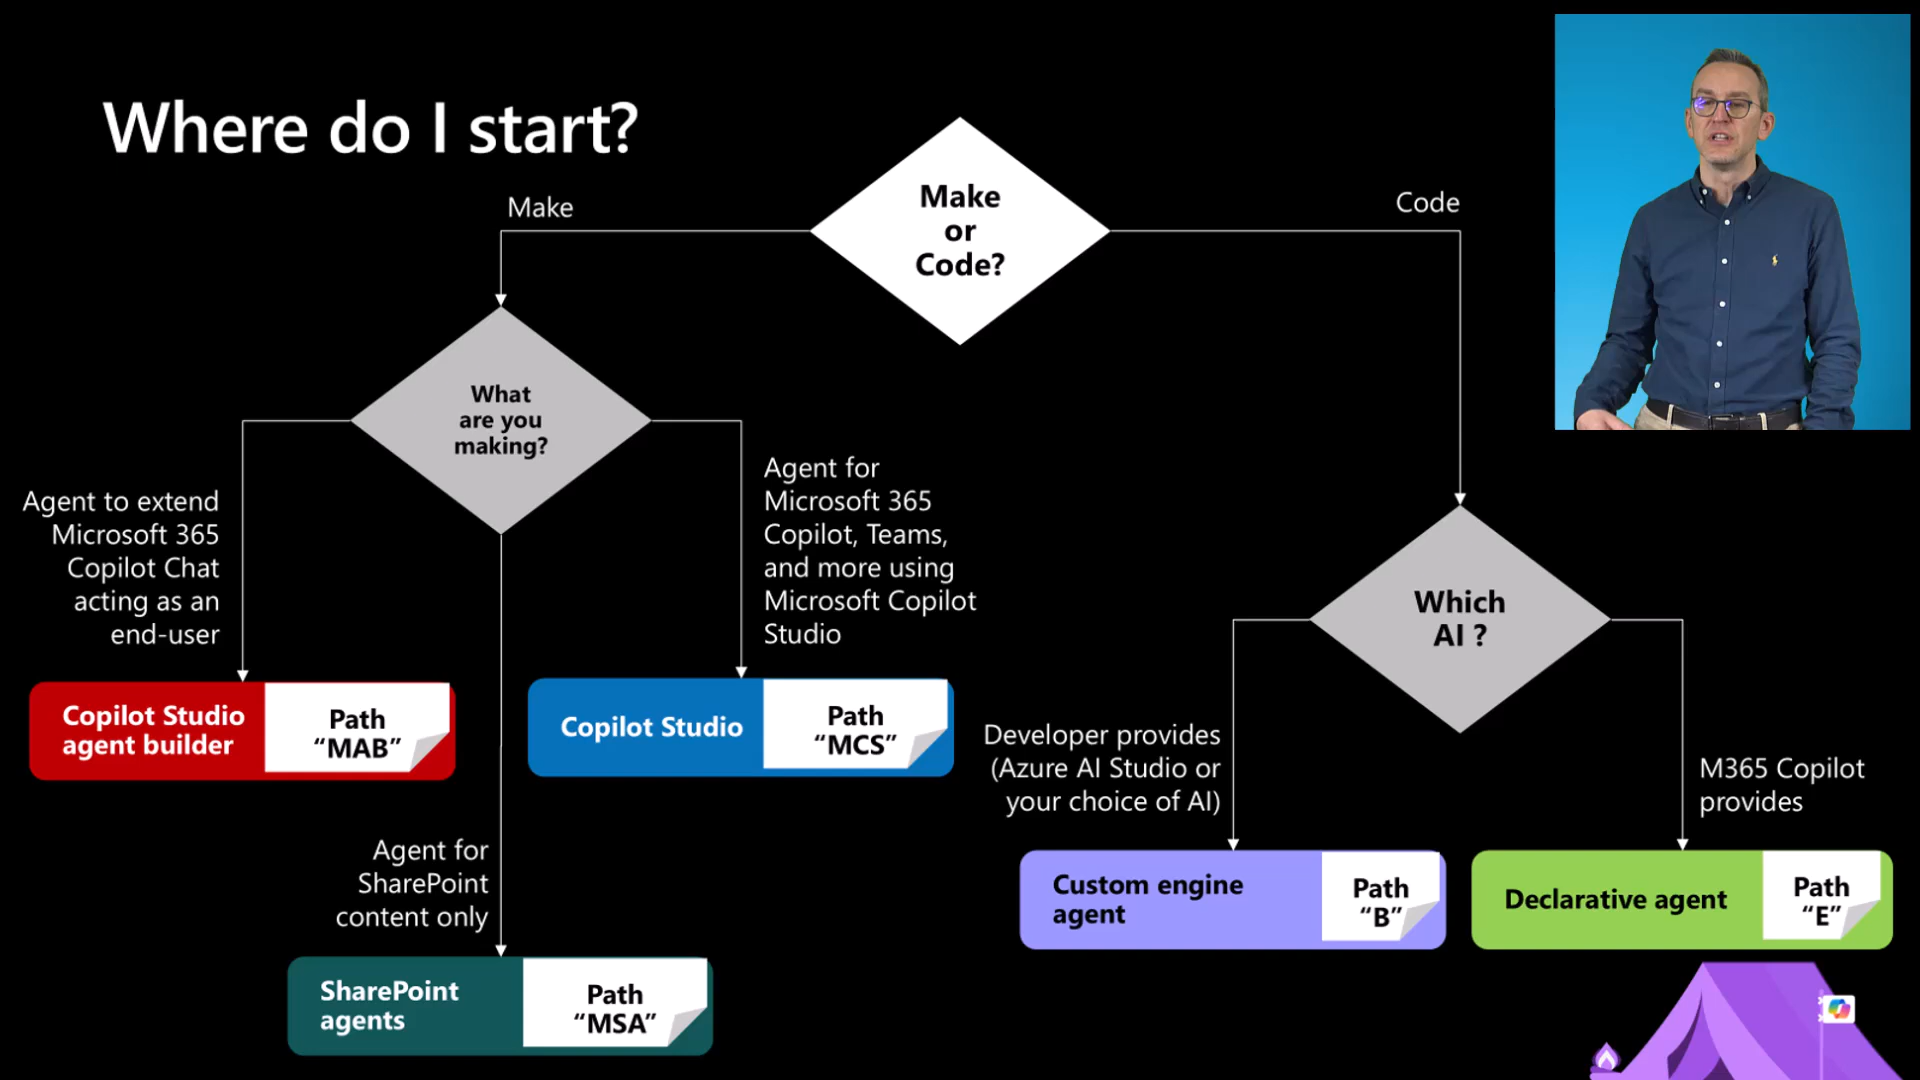 Where do I start?
Make
or
Code?
Make
Code
What
are you
making?
Agent to extend
Microsoft 365
Copilot Chat
acting as an
end-user
Agent for
Microsoft 365
Copilot, Teams,
and more using
Microsoft Copilot
Studio
Copilot Studio
agent builder
Path
“MAB”
Copilot Studio
Path
“MCS”
Agent for
SharePoint
content only
SharePoint
agents
Path
“MSA”
Which
AI ?
Developer provides
(Azure AI Studio or
your choice of AI)
M365 Copilot
provides
Custom engine
agent
Path
“B”
Declarative agent
Path
“E”